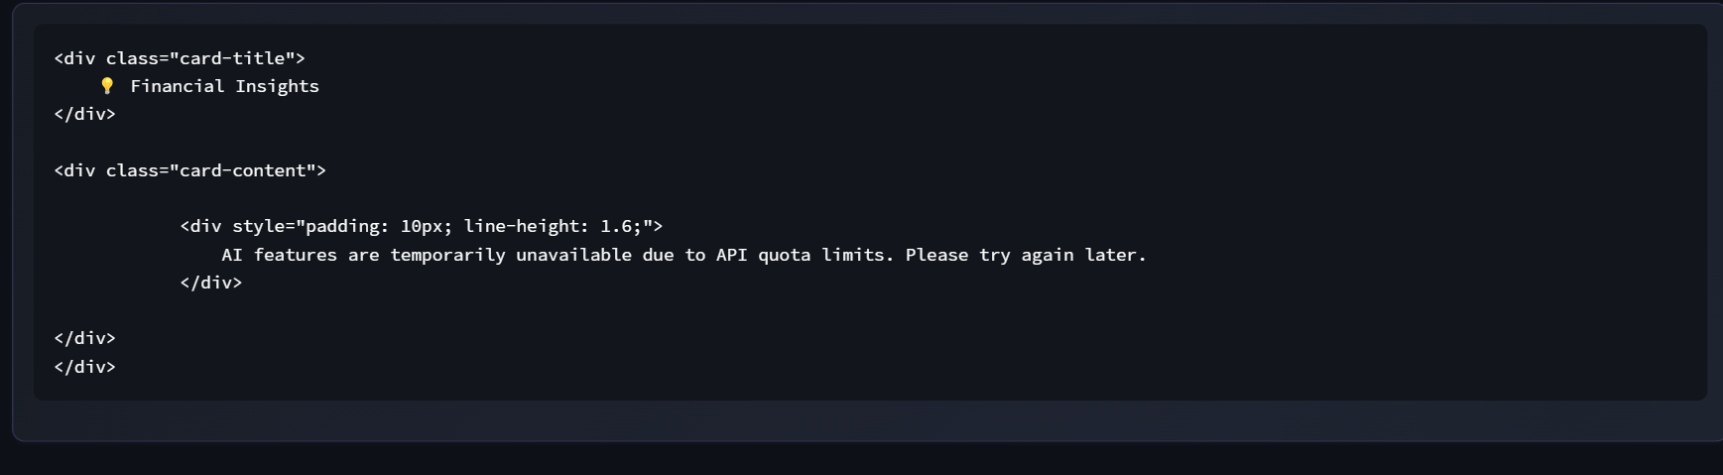 <div class="card-title">
💡 Financial Insights
</div>
<div class="card-content">
<div style="padding: 10px; line-height: 1.6;">
AI features are temporarily unavailable due to API quota limits. Please try again later.
</div>
</div>
</div>